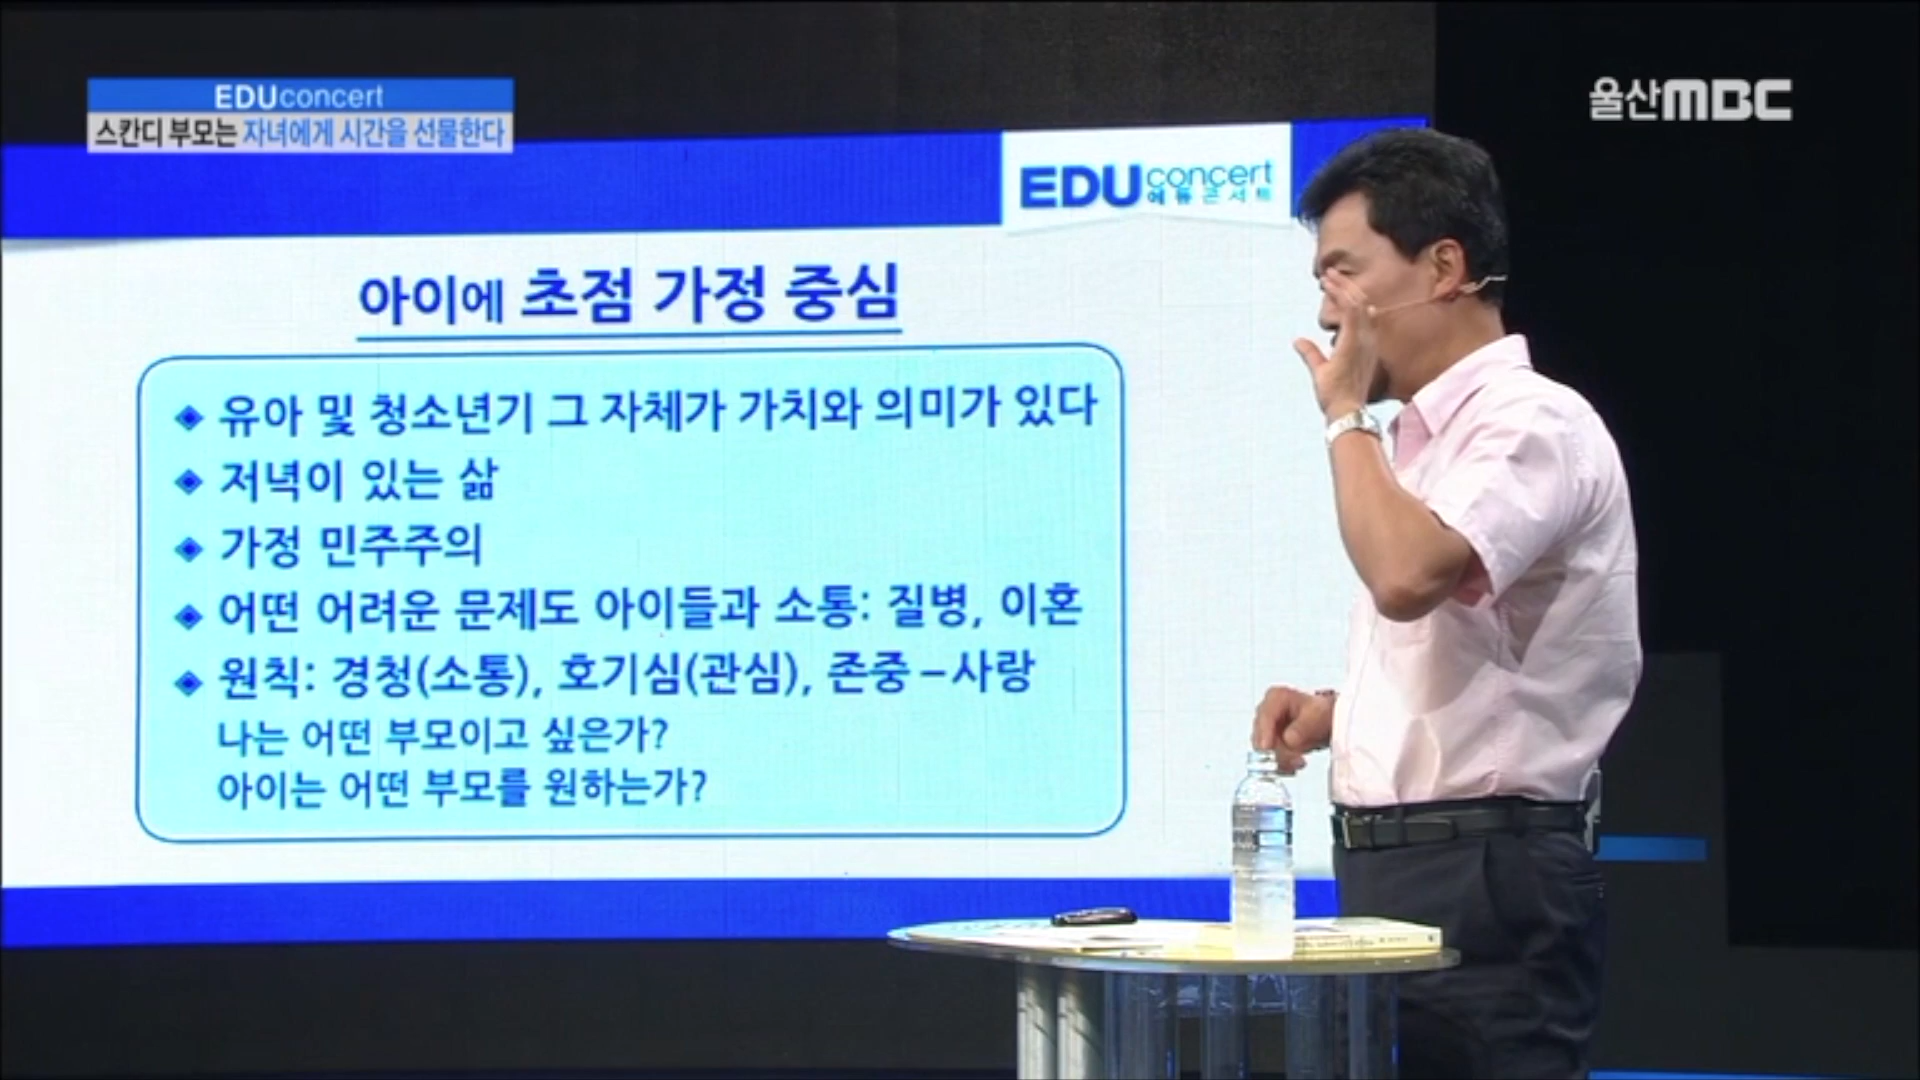 EDUconcert
스칸디 부모는 자녀에게 시간을 선물한다
울산MBC
EDUconcert
에듀콘서트
아이에 초점 가정 중심
◈ 유아 및 청소년기 그 자체가 가치와 의미가 있다
◈ 저녁이 있는 삶
◈ 가정 민주주의
◈ 어떤 어려운 문제도 아이들과 소통: 질병, 이혼
◈ 원칙: 경청(소통), 호기심(관심), 존중 – 사랑
나는 어떤 부모이고 싶은가?
아이는 어떤 부모를 원하는가?